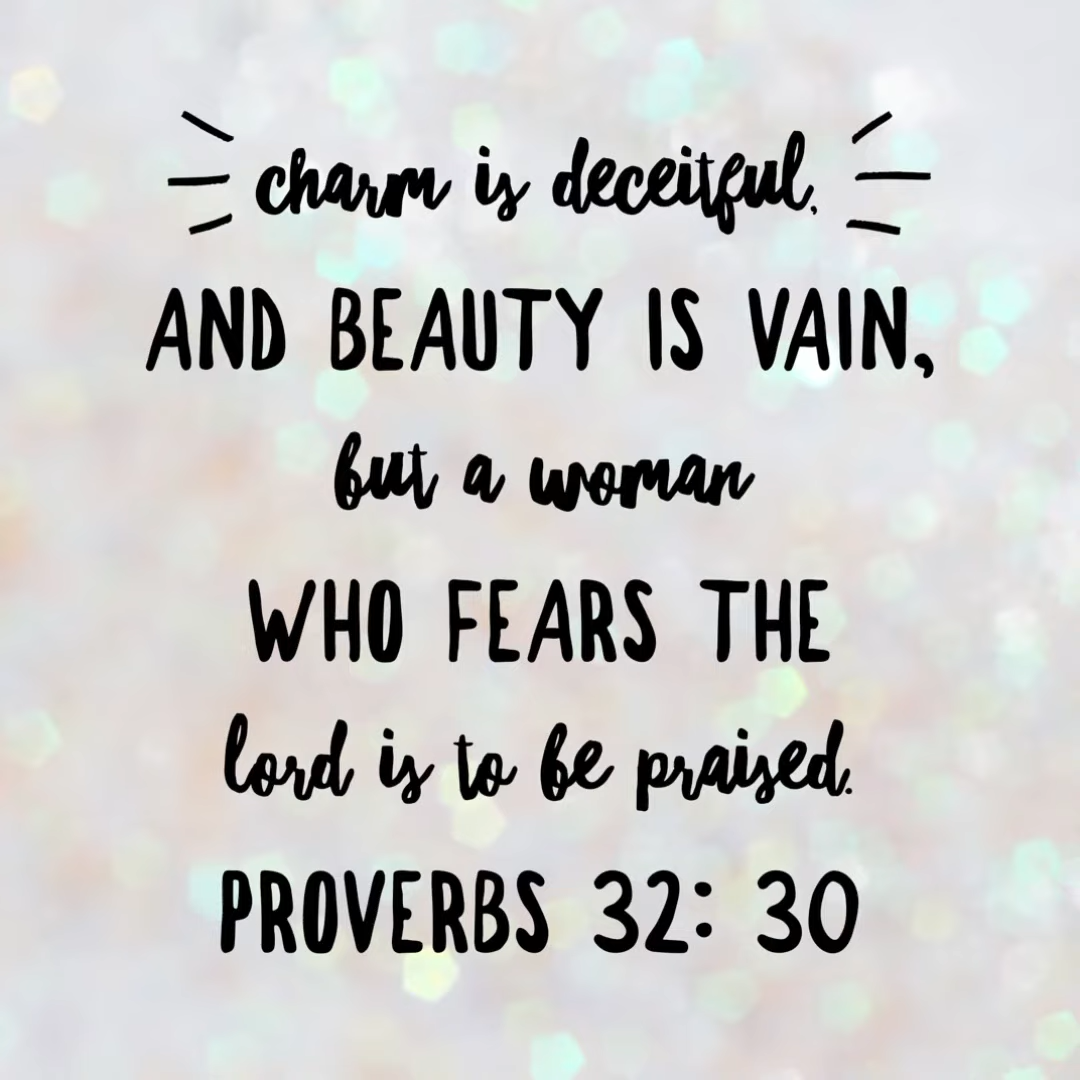 charm is deceitful,
AND BEAUTY IS VAIN,
but a woman
WHO FEARS THE
lord is to be praised.
PROVERBS 32: 30